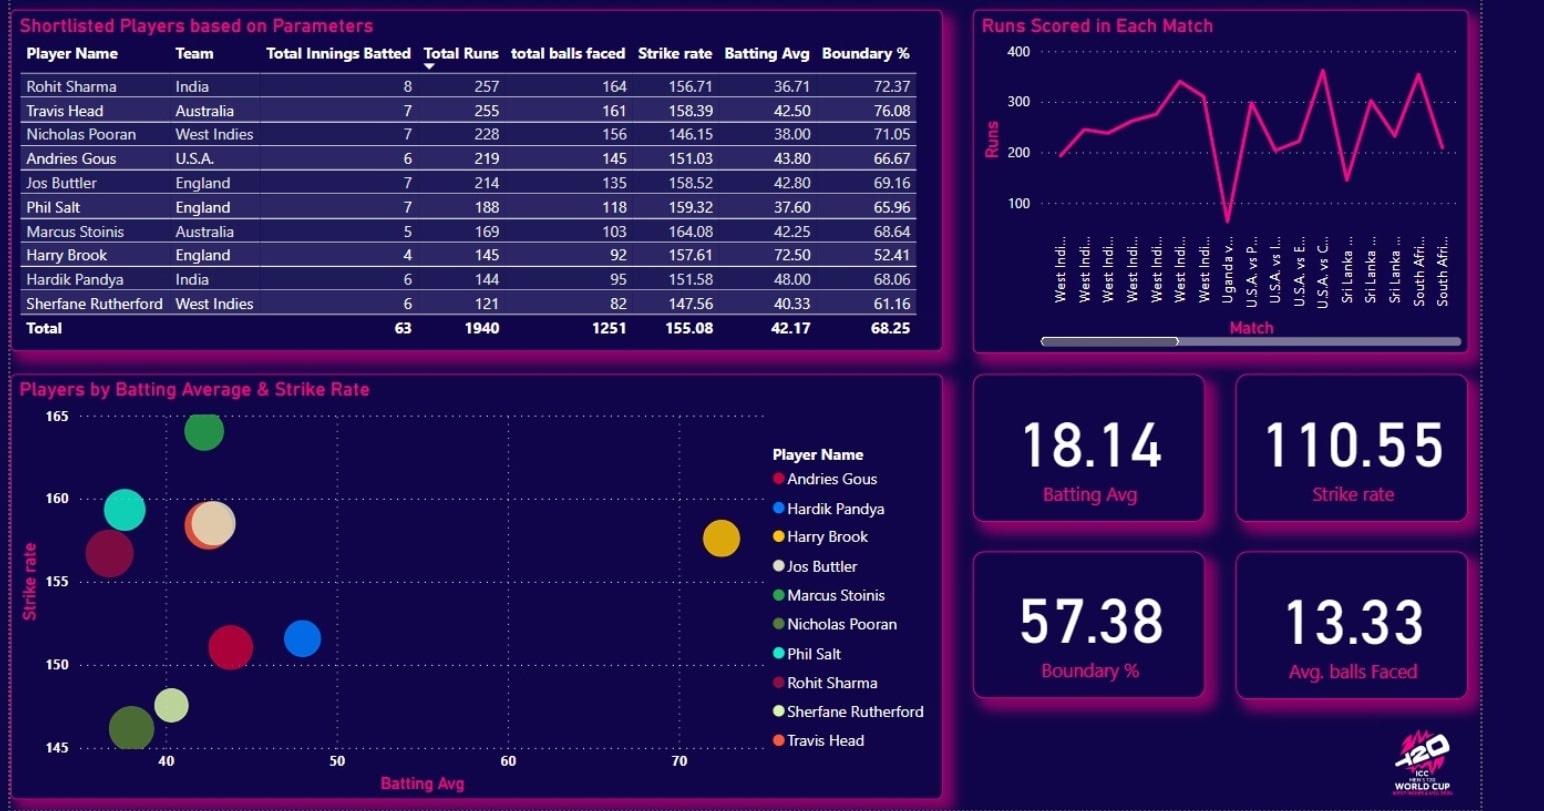 Shortlisted Players based on Parameters
Player Name Team Total Innings Batted Total Runs total balls faced Strike rate Batting Avg Boundary %
Rohit Sharma India 8 257 164 156.71 36.71 72.37
Travis Head Australia 7 255 161 158.39 42.50 76.08
Nicholas Pooran West Indies 7 228 156 146.15 38.00 71.05
Andries Gous U.S.A. 6 219 145 151.03 43.80 66.67
Jos Buttler England 7 214 135 158.52 42.80 69.16
Phil Salt England 7 188 118 159.32 37.60 65.96
Marcus Stoinis Australia 5 169 103 164.08 42.25 68.64
Harry Brook England 4 145 92 157.61 72.50 52.41
Hardik Pandya India 6 144 95 151.58 48.00 68.06
Sherfane Rutherford West Indies 6 121 82 147.56 40.33 61.16
Total 63 1940 1251 155.08 42.17 68.25
Runs Scored in Each Match
400
300
200
100
Runs
West Indi...
West Indi...
West Indi...
West Indi...
West Indi...
West Indi...
West Indi...
Uganda v...
U.S.A. vs P...
U.S.A. vs I...
U.S.A. vs E...
U.S.A. vs C...
Sri Lanka ...
Sri Lanka ...
Sri Lanka ...
South Afri...
South Afri...
Match
Players by Batting Average & Strike Rate
165
160
155
150
145
Strike rate
40 50 60 70
Batting Avg
Player Name
Andries Gous
Hardik Pandya
Harry Brook
Jos Buttler
Marcus Stoinis
Nicholas Pooran
Phil Salt
Rohit Sharma
Sherfane Rutherford
Travis Head
18.14
Batting Avg
110.55
Strike rate
57.38
Boundary %
13.33
Avg. balls Faced
T20
ICC
MEN'S T20
WORLD CUP